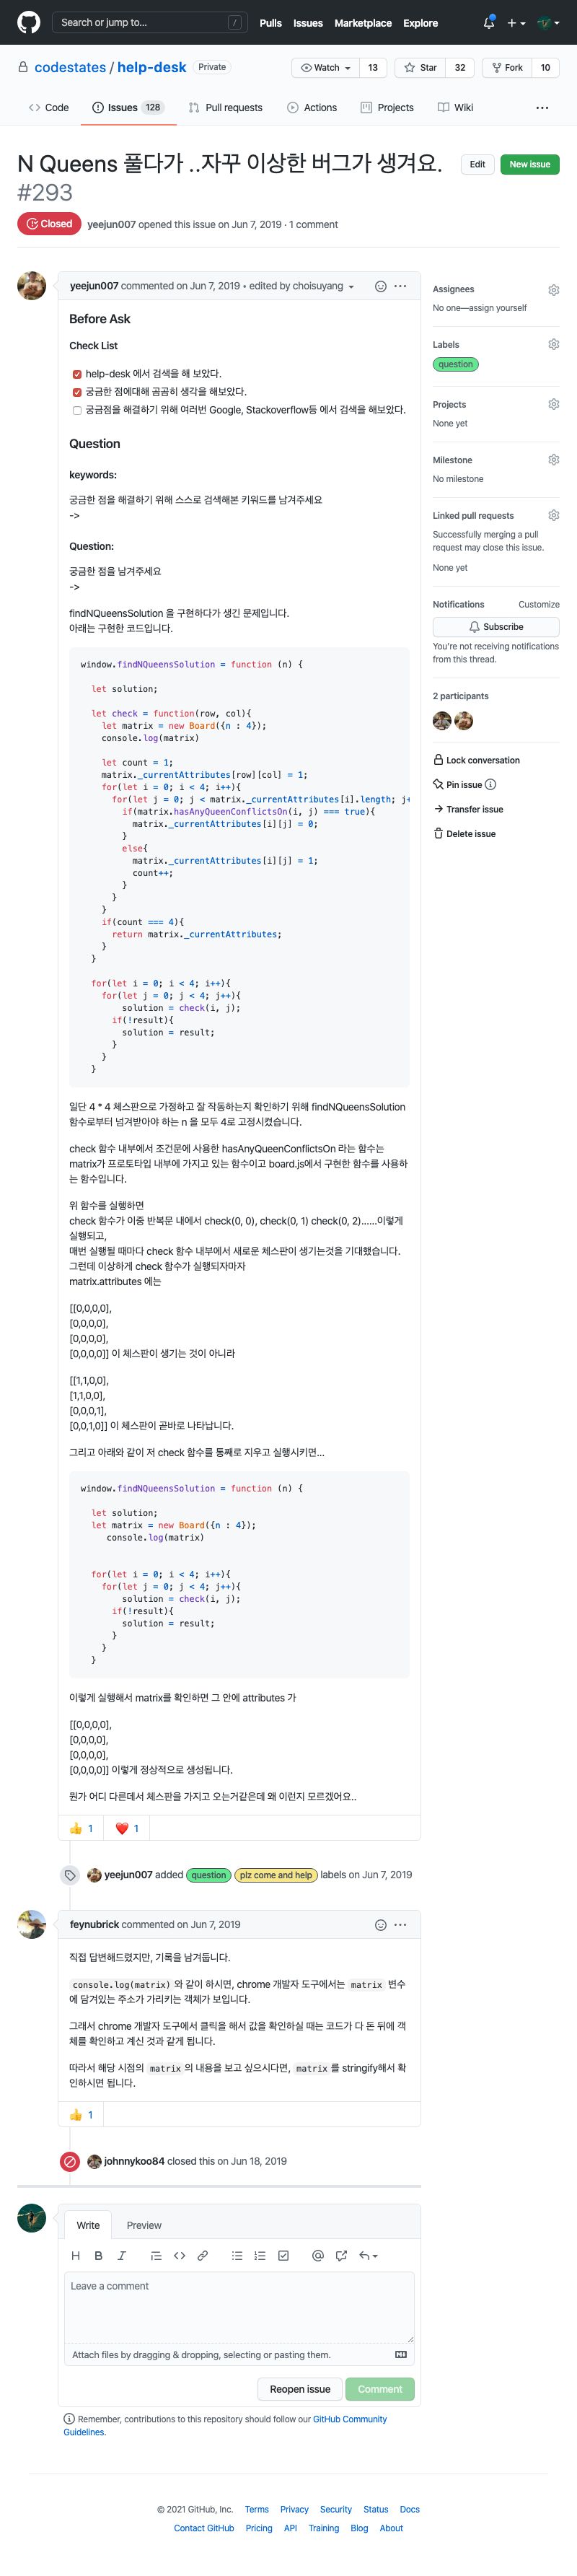 Search or jump to… /
Pulls Issues Marketplace Explore
codestates / help-desk Private
Watch 13 Star 32 Fork 10
Code Issues 128 Pull requests Actions Projects Wiki
N Queens 풀다가 ..자꾸 이상한 버그가 생겨요.
#293
Edit New issue
Closed yeejun007 opened this issue on Jun 7, 2019 · 1 comment
yeejun007 commented on Jun 7, 2019 • edited by choisuyang
Before Ask
Check List
help-desk 에서 검색을 해 보았다.
궁금한 점에대해 곰곰히 생각을 해보았다.
궁금점을 해결하기 위해 여러번 Google, Stackoverflow등 에서 검색을 해보았다.
Question
keywords:
궁금한 점을 해결하기 위해 스스로 검색해본 키워드를 남겨주세요
->
Question:
궁금한 점을 남겨주세요
->
findNQueensSolution 을 구현하다가 생긴 문제입니다.
아래는 구현한 코드입니다.
window.findNQueensSolution = function (n) {
let solution;
let check = function(row, col){
let matrix = new Board({n : 4});
console.log(matrix)
let count = 1;
matrix._currentAttributes[row][col] = 1;
for(let i = 0; i < 4; i++){
for(let j = 0; j < matrix._currentAttributes[i].length; j+
if(matrix.hasAnyQueenConflictsOn(i, j) === true){
matrix._currentAttributes[i][j] = 0;
}
else{
matrix._currentAttributes[i][j] = 1;
count++;
}
}
}
if(count === 4){
return matrix._currentAttributes;
}
}
for(let i = 0; i < 4; i++){
for(let j = 0; j < 4; j++){
solution = check(i, j);
if(!result){
solution = result;
}
}
}
일단 4 * 4 체스판으로 가정하고 잘 작동하는지 확인하기 위해 findNQueensSolution
함수로부터 넘겨받아야 하는 n 을 모두 4로 고정시켰습니다.
check 함수 내부에서 조건문에 사용한 hasAnyQueenConflictsOn 라는 함수는
matrix가 프로토타입 내부에 가지고 있는 함수이고 board.js에서 구현한 함수를 사용하
는 함수입니다.
위 함수를 실행하면
check 함수가 이중 반복문 내에서 check(0, 0), check(0, 1) check(0, 2)......이렇게
실행되고,
매번 실행될 때마다 check 함수 내부에서 새로운 체스판이 생기는것을 기대했습니다.
그런데 이상하게 check 함수가 실행되자마자
matrix.attributes 에는
[[0,0,0,0],
[0,0,0,0],
[0,0,0,0],
[0,0,0,0]] 이 체스판이 생기는 것이 아니라
[[1,1,0,0],
[1,1,0,0],
[0,0,0,1],
[0,0,1,0]] 이 체스판이 곧바로 나타납니다.
그리고 아래와 같이 저 check 함수를 통째로 지우고 실행시키면...
window.findNQueensSolution = function (n) {
let solution;
let matrix = new Board({n : 4});
console.log(matrix)
for(let i = 0; i < 4; i++){
for(let j = 0; j < 4; j++){
solution = check(i, j);
if(!result){
solution = result;
}
}
}
이렇게 실행해서 matrix를 확인하면 그 안에 attributes 가
[[0,0,0,0],
[0,0,0,0],
[0,0,0,0],
[0,0,0,0]] 이렇게 정상적으로 생성됩니다.
뭔가 어디 다른데서 체스판을 가지고 오는거같은데 왜 이런지 모르겠어요..
👍 1 ❤️ 1
yeejun007 added question plz come and help labels on Jun 7, 2019
feynubrick commented on Jun 7, 2019
직접 답변해드렸지만, 기록을 남겨둡니다.
console.log(matrix) 와 같이 하시면, chrome 개발자 도구에서는 matrix 변수
에 담겨있는 주소가 가리키는 객체가 보입니다.
그래서 chrome 개발자 도구에서 클릭을 해서 값을 확인하실 때는 코드가 다 돈 뒤에 객
체를 확인하고 계신 것과 같게 됩니다.
따라서 해당 시점의 matrix 의 내용을 보고 싶으시다면, matrix 를 stringify해서 확
인하시면 됩니다.
👍 1
johnnykoo84 closed this on Jun 18, 2019
Write Preview
Leave a comment
Attach files by dragging & dropping, selecting or pasting them.
Reopen issue Comment
Remember, contributions to this repository should follow our GitHub Community
Guidelines.
Assignees
No one—assign yourself
Labels
question
Projects
None yet
Milestone
No milestone
Linked pull requests
Successfully merging a pull
request may close this issue.
None yet
Notifications Customize
Subscribe
You're not receiving notifications
from this thread.
2 participants
Lock conversation
Pin issue
Transfer issue
Delete issue
© 2021 GitHub, Inc. Terms Privacy Security Status Docs
Contact GitHub Pricing API Training Blog About